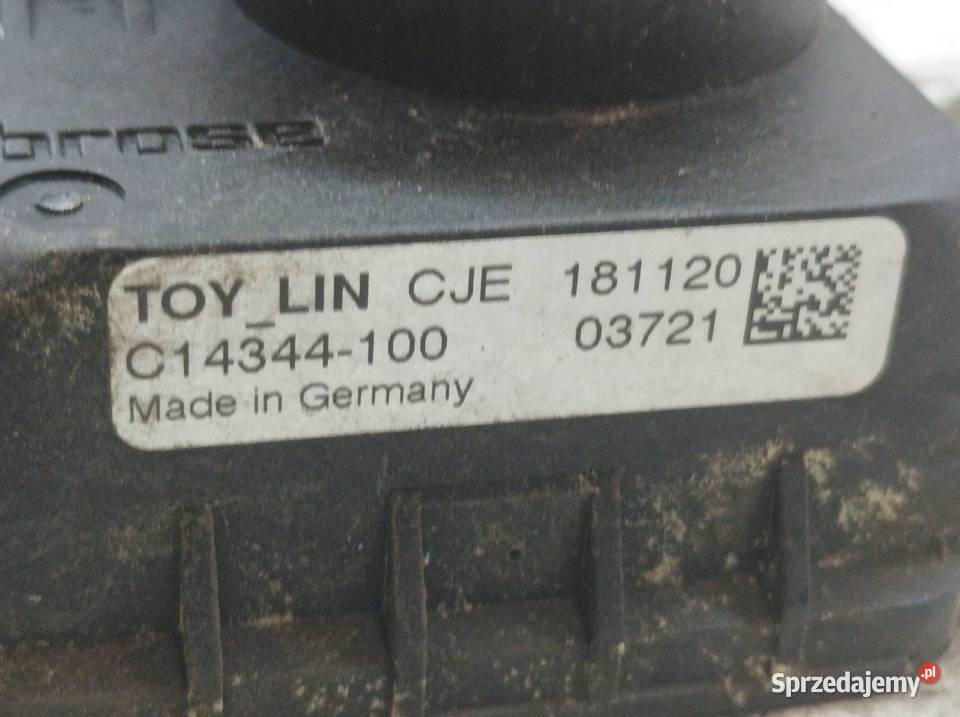 brose
TOY_LIN CJE 181120
C14344-100 03721
Made in Germany
Sprzedajemy.pl